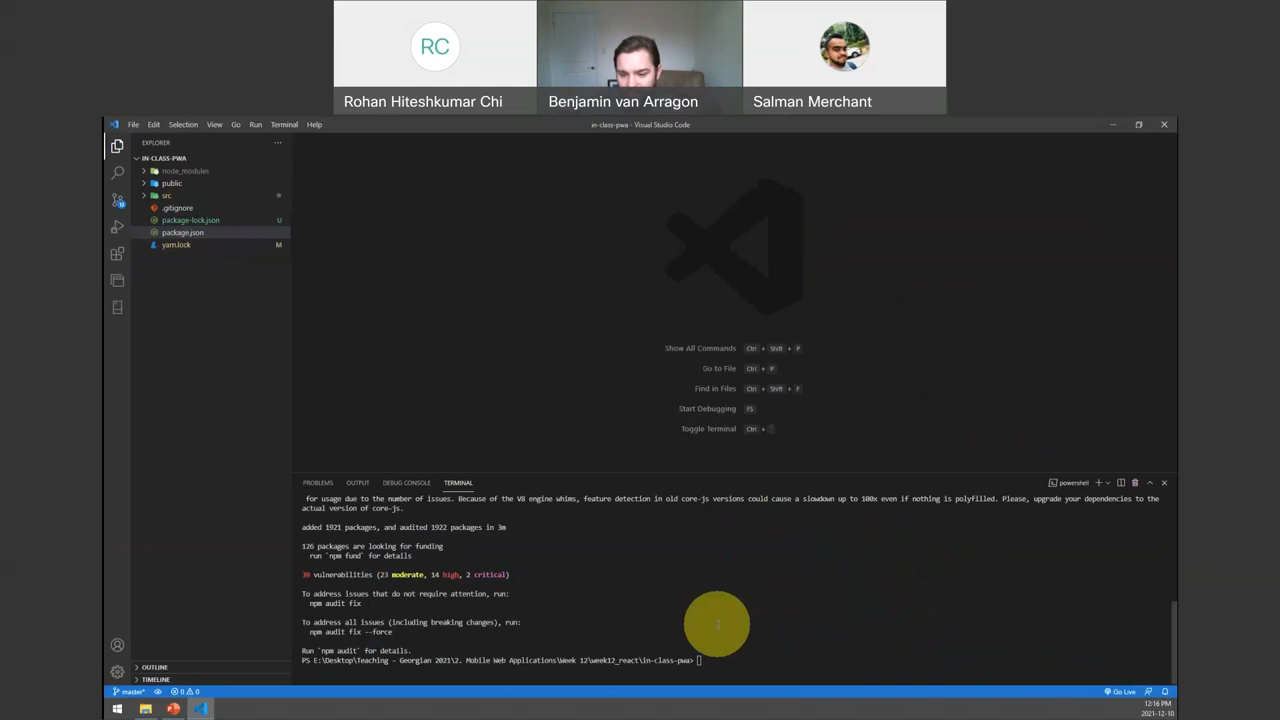 RC
Rohan Hiteshkumar Chi
Benjamin van Arragon
Salman Merchant
File Edit Selection View Go Run Terminal Help
in-class-pwa - Visual Studio Code
EXPLORER
IN-CLASS-PWA
node_modules
public
src
.gitignore
package-lock.json U
package.json
yarn.lock M
Show All Commands Ctrl + Shift + P
Go to File Ctrl + P
Find in Files Ctrl + Shift + F
Start Debugging F5
Toggle Terminal Ctrl + `
PROBLEMS OUTPUT DEBUG CONSOLE TERMINAL
powershell
for usage due to the number of issues. Because of the V8 engine whims, feature detection in old core-js versions could cause a slowdown up to 100x even if nothing is polyfilled. Please, upgrade your dependencies to the
actual version of core-js.
added 1921 packages, and audited 1922 packages in 3m
126 packages are looking for funding
run `npm fund` for details
39 vulnerabilities (23 moderate, 14 high, 2 critical)
To address issues that do not require attention, run:
npm audit fix
To address all issues (including breaking changes), run:
npm audit fix --force
Run `npm audit` for details.
PS E:\Desktop\Teaching - Georgian 2021\2. Mobile Web Applications\Week 12\week12_react\in-class-pwa>
OUTLINE
TIMELINE
master* 0 0
Go Live
12:16 PM
2021-12-10